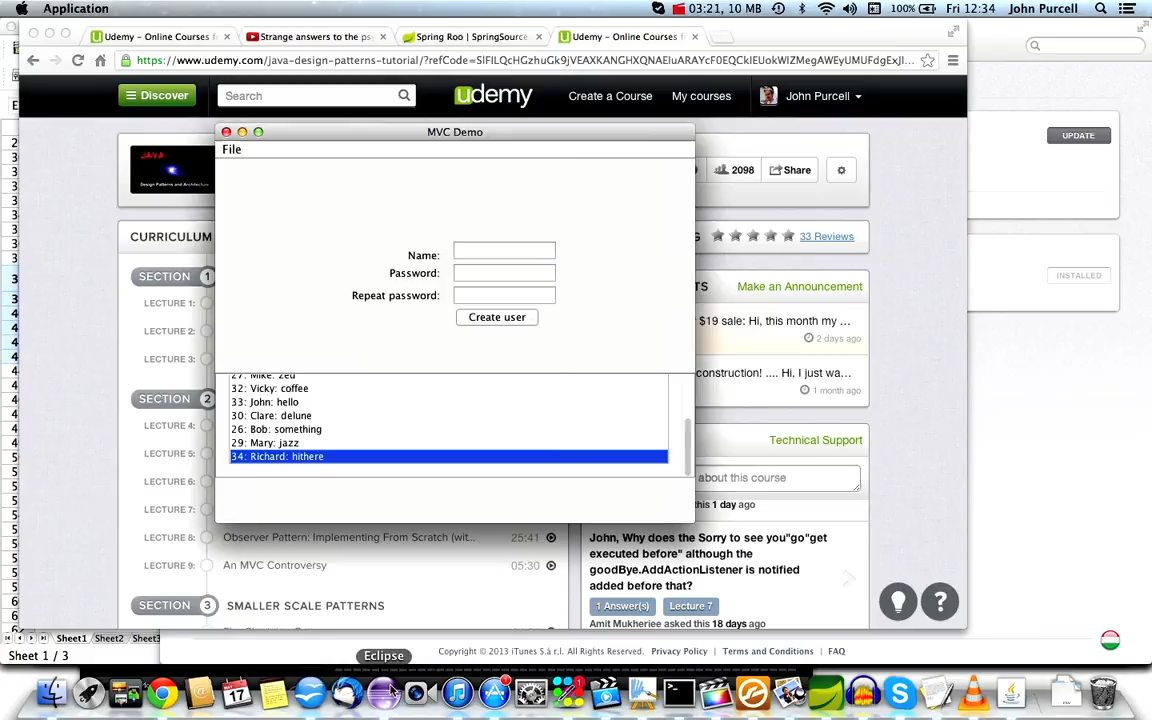 Application
03:21, 10 MB
100%
Fri 12:34
John Purcell
Udemy - Online Courses f
Strange answers to the ps
Spring Roo | SpringSource
Udemy - Online Courses f
Discover
Search
udemy
Create a Course
My courses
John Purcell
MVC Demo
File
JAVA
Design Patterns and Architecture
2098
Share
UPDATE
CURRICULUM
33 Reviews
SECTION 1
Name:
Password:
Repeat password:
Create user
INSTALLED
Make an Announcement
LECTURE 1:
LECTURE 2:
LECTURE 3:
$19 sale: Hi, this month my ...
2 days ago
construction! .... Hi, I just wa...
1 month ago
27: Mike: zed
32: Vicky: coffee
33: John: hello
30: Clare: delune
26: Bob: something
29: Mary: jazz
34: Richard: hithere
SECTION 2
LECTURE 4:
LECTURE 5:
LECTURE 6:
LECTURE 7:
LECTURE 8:
Observer Pattern: Implementing From Scratch (wit...
25:41
LECTURE 9:
An MVC Controversy
05:30
SECTION 3
SMALLER SCALE PATTERNS
Technical Support
about this course
this 1 day ago
John, Why does the Sorry to see you"go"get
executed before" although the
goodBye.AddActionListener is notified
added before that?
1 Answer(s)
Lecture 7
Amit Mukherjee asked this 18 days ago
Sheet1
Sheet2
Sheet3
Sheet 1 / 3
Eclipse
Copyright © 2013 iTunes S.à r.l. All Rights Reserved.
Privacy Policy
Terms and Conditions
FAQ
17